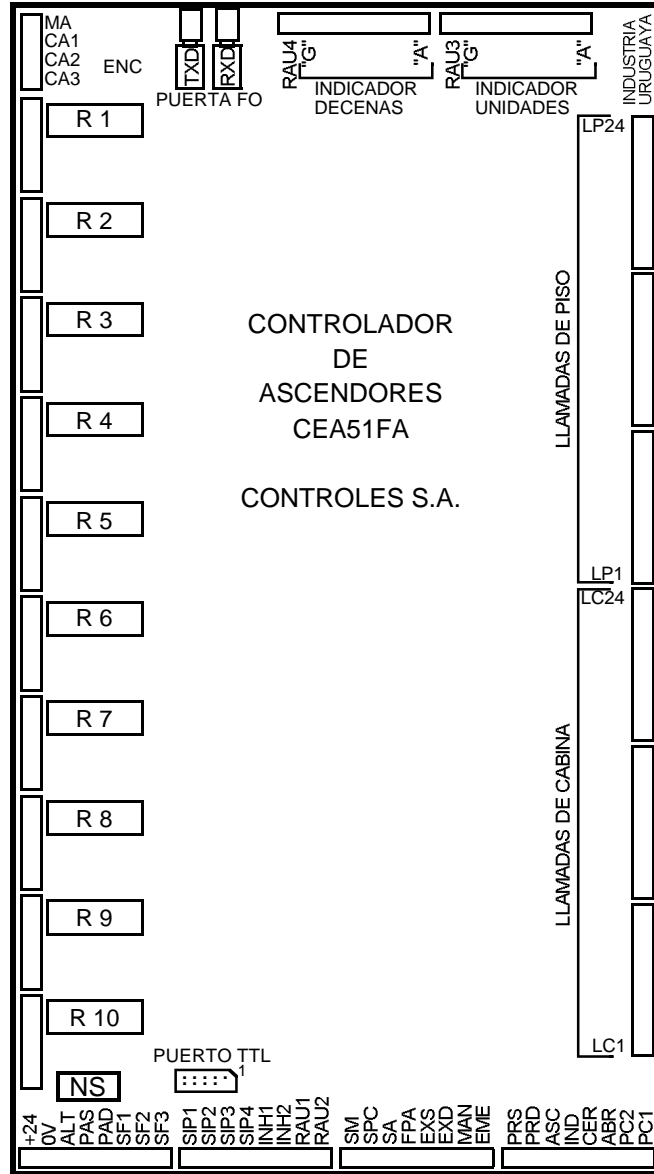 MA
CA1
CA2
CA3
ENC
TXD
RXD
PUERTA FO
RAU4
"G"
"A"
INDICADOR
DECENAS
RAU3
"G"
"A"
INDICADOR
UNIDADES
INDUSTRIA
URUGUAYA
R 1
R 2
R 3
R 4
R 5
R 6
R 7
R 8
R 9
R 10
CONTROLADOR
DE
ASCENDORES
CEA51FA
CONTROLES S.A.
LP24
LLAMADAS DE PISO
LP1
LC24
LLAMADAS DE CABINA
LC1
NS
PUERTO TTL
1
+24
0V
ALT
PAS
PAD
SF1
SF2
SF3
SIP1
SIP2
SIP3
SIP4
INH1
INH2
RAU1
RAU2
SM
SPC
SA
FPA
EXS
EXD
MAN
EME
PRS
PRD
ASC
IND
CER
ABR
PC2
PC1